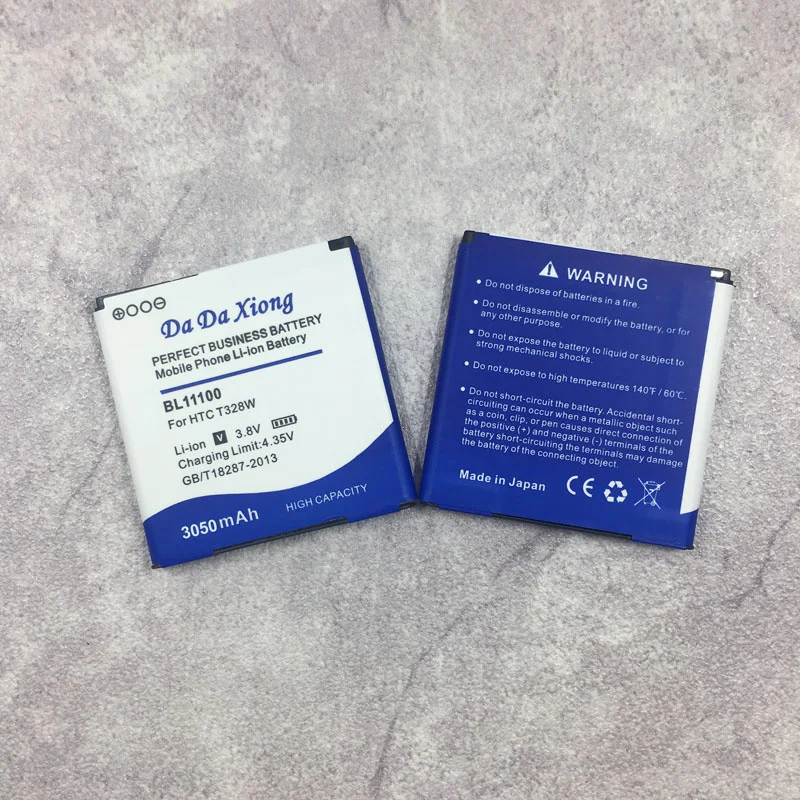 Da Da Xiong
PERFECT BUSINESS BATTERY
Mobile Phone Li-ion Battery
BL11100
For HTC T328W
Li-ion V 3.8V
Charging Limit:4.35V
GB/T18287-2013
3050mAh
HIGH CAPACITY
WARNING
• Do not dispose of batteries in a fire.
• Do not disassemble or modify the battery, or for
any other purpose.
• Do not expose the battery to liquid or subject to
strong mechanical shocks.
• Do not expose to high temperatures 140°F / 60°C.
• Do not short-circuit the battery. Accidental short-
circuiting can occur when a metallic object such
as a coin, clip, or pen causes direct connection of
the positive (+) and negative (-) terminals of the
battery short-circuiting the terminals may damage
the battery of the connecting object.
Made in Japan
CE